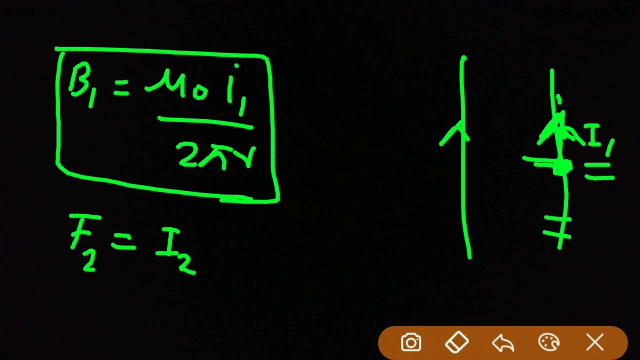 B₁ = μ₀ i₁ / 2πr
F₂ = I₂
I₁